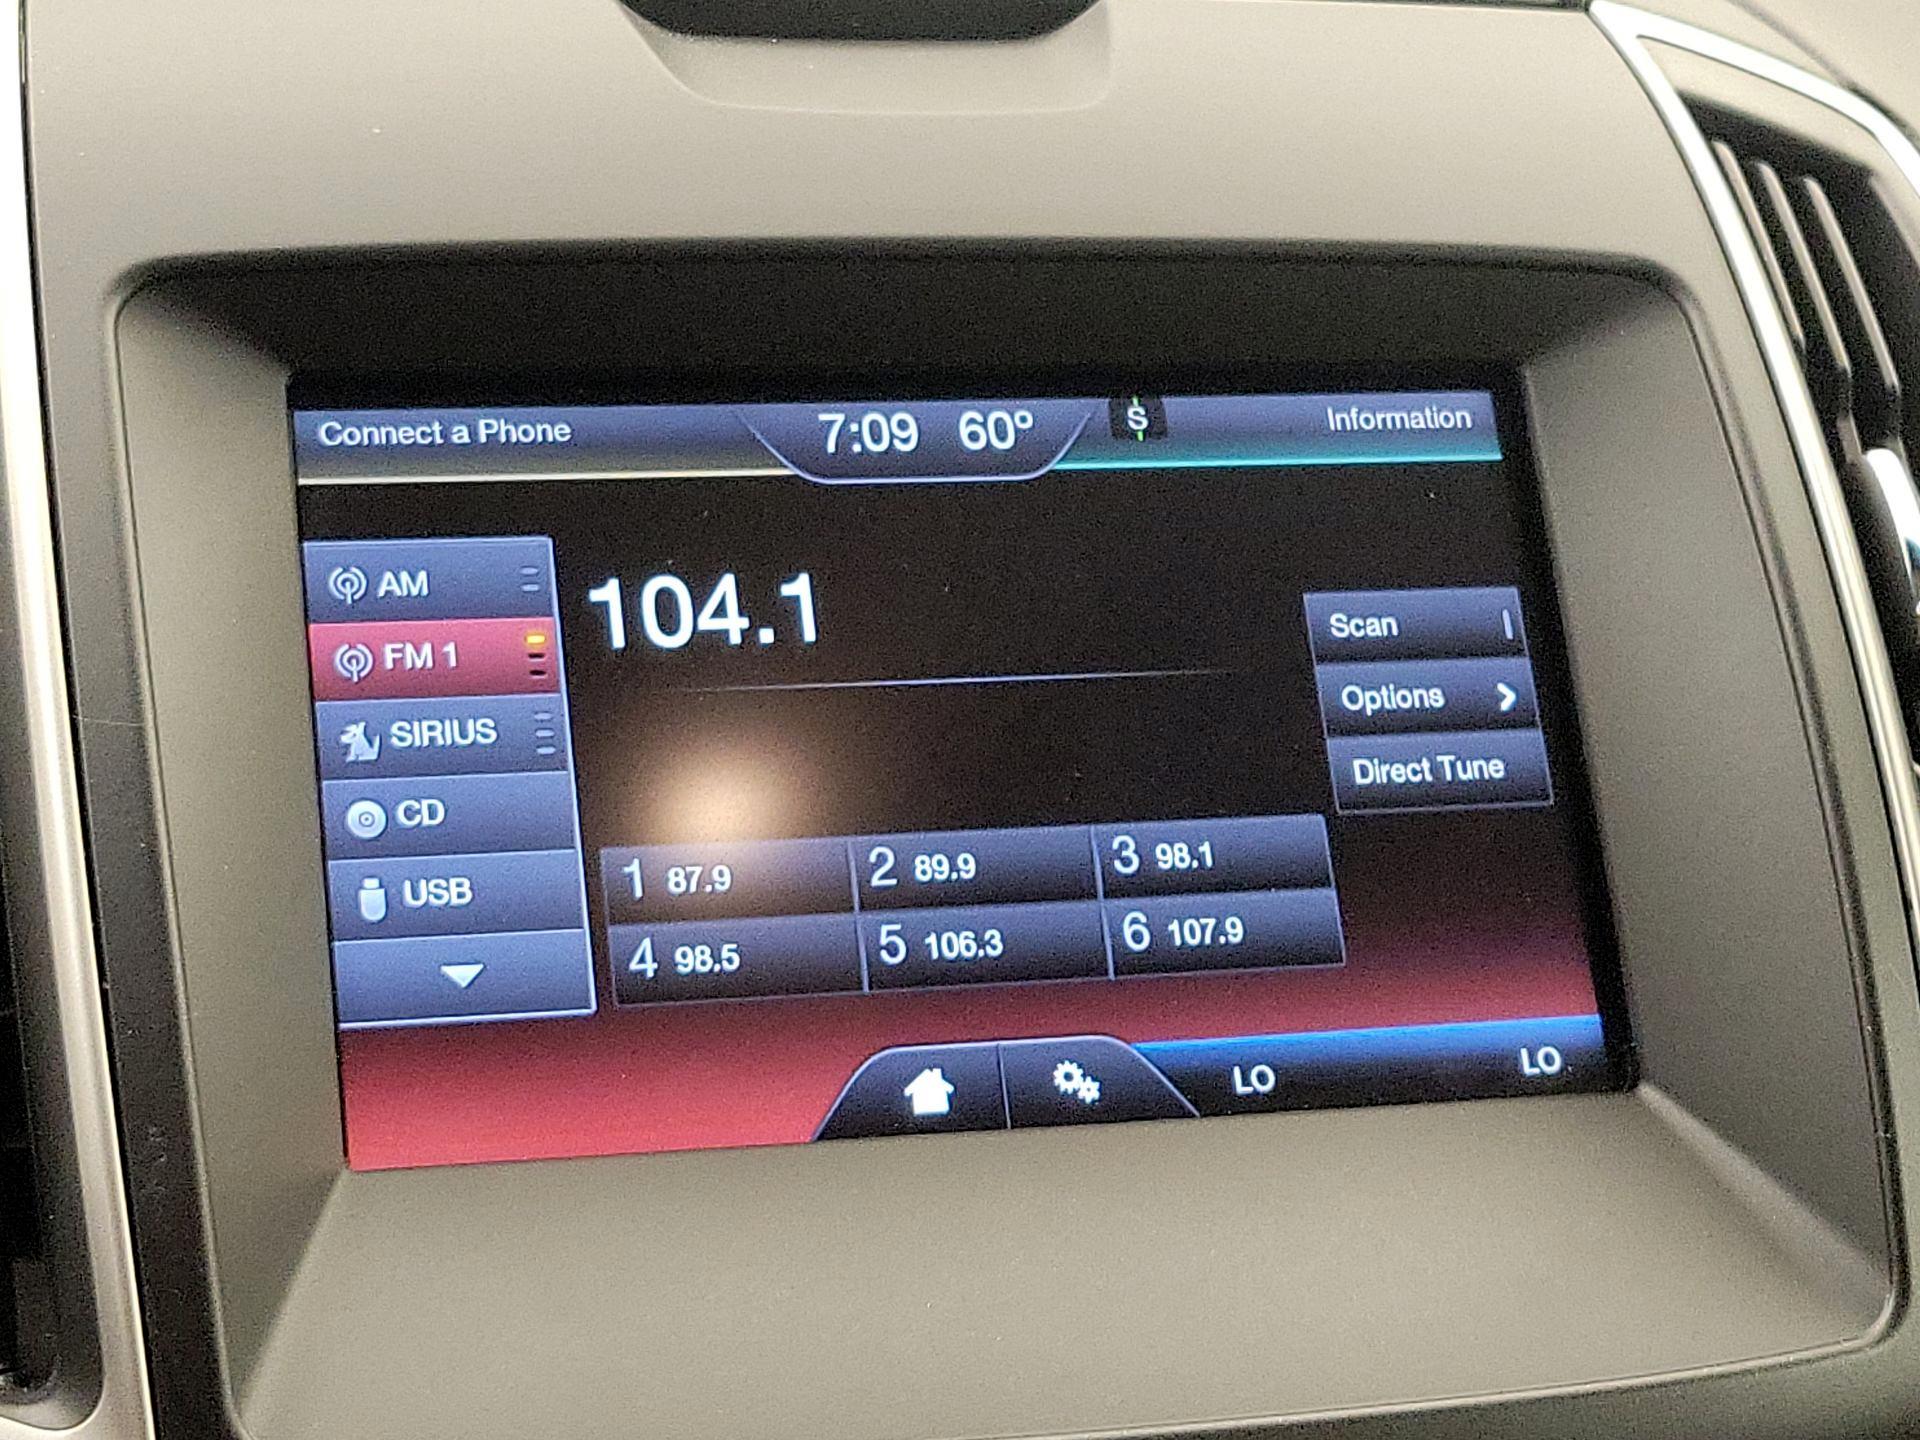 Connect a Phone 7:09 60° S Information
AM
FM 1
SIRIUS
CD
USB
104.1
Scan
Options
Direct Tune
1 87.9 2 89.9 3 98.1
4 98.5 5 106.3 6 107.9
LO LO